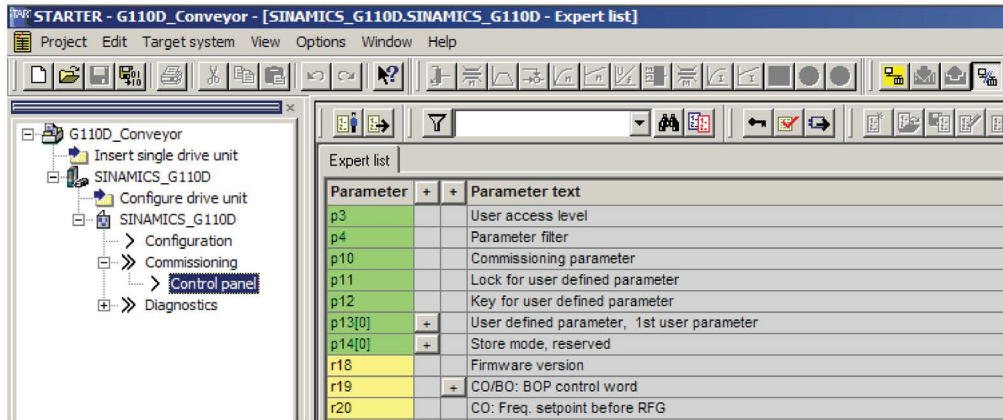 STARTER - G110D_Conveyor - [SINAMICS_G110D.SINAMICS_G110D - Expert list]
Project Edit Target system View Options Window Help
G110D_Conveyor
Insert single drive unit
SINAMICS_G110D
Configure drive unit
SINAMICS_G110D
Configuration
Commissioning
Control panel
Diagnostics
Expert list
Parameter + + Parameter text
p3 User access level
p4 Parameter filter
p10 Commissioning parameter
p11 Lock for user defined parameter
p12 Key for user defined parameter
p13[0] + User defined parameter, 1st user parameter
p14[0] + Store mode, reserved
r18 Firmware version
r19 + CO/BO: BOP control word
r20 CO: Freq. setpoint before RFG